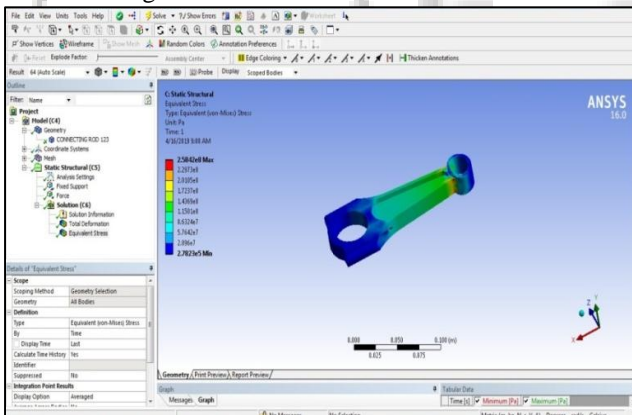 File Edit View Units Tools Help Solve ?/ Show Errors Worksheet
Show Vertices Wireframe Show Mesh Random Colors Annotation Preferences
Reset Explode Factor: Assembly Center Edge Coloring Thicken Annotations
Result 64 (Auto Scale) Probe Display Scoped Bodies
Outline
Filter: Name
Project
Model (C4)
Geometry
CONNECTING ROD 123
Coordinate Systems
Mesh
Static Structural (C5)
Analysis Settings
Fixed Support
Force
Solution (C6)
Solution Information
Total Deformation
Equivalent Stress
C: Static Structural
Equivalent Stress
Type: Equivalent (von-Mises) Stress
Unit: Pa
Time: 1
4/16/2018 9:00 AM
2.5842e8 Max
2.2973e8
2.0105e8
1.7237e8
1.4369e8
1.1501e8
8.6324e7
5.7642e7
2.896e7
2.7823e5 Min
ANSYS
16.0
0.000 0.050 0.100 (m)
0.025 0.075
Y
Z
X
Details of "Equivalent Stress"
Scope
Scoping Method Geometry Selection
Geometry All Bodies
Definition
Type Equivalent (von-Mises) Stress
By Time
Display Time Last
Calculate Time History Yes
Identifier
Suppressed No
Integration Point Results
Display Option Averaged
Geometry Print Preview Report Preview
Graph
Messages Graph
Tabular Data
Time [s] Minimum [Pa] Maximum [Pa]
No Messages No Selection